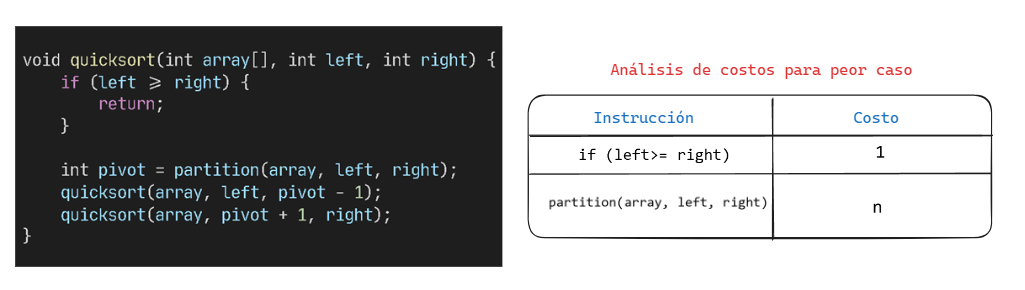 void quicksort(int array[], int left, int right) {
    if (left >= right) {
        return;
    }

    int pivot = partition(array, left, right);
    quicksort(array, left, pivot - 1);
    quicksort(array, pivot + 1, right);
}
Análisis de costos para peor caso
Instrucción Costo
if (left>= right) 1
partition(array, left, right) n